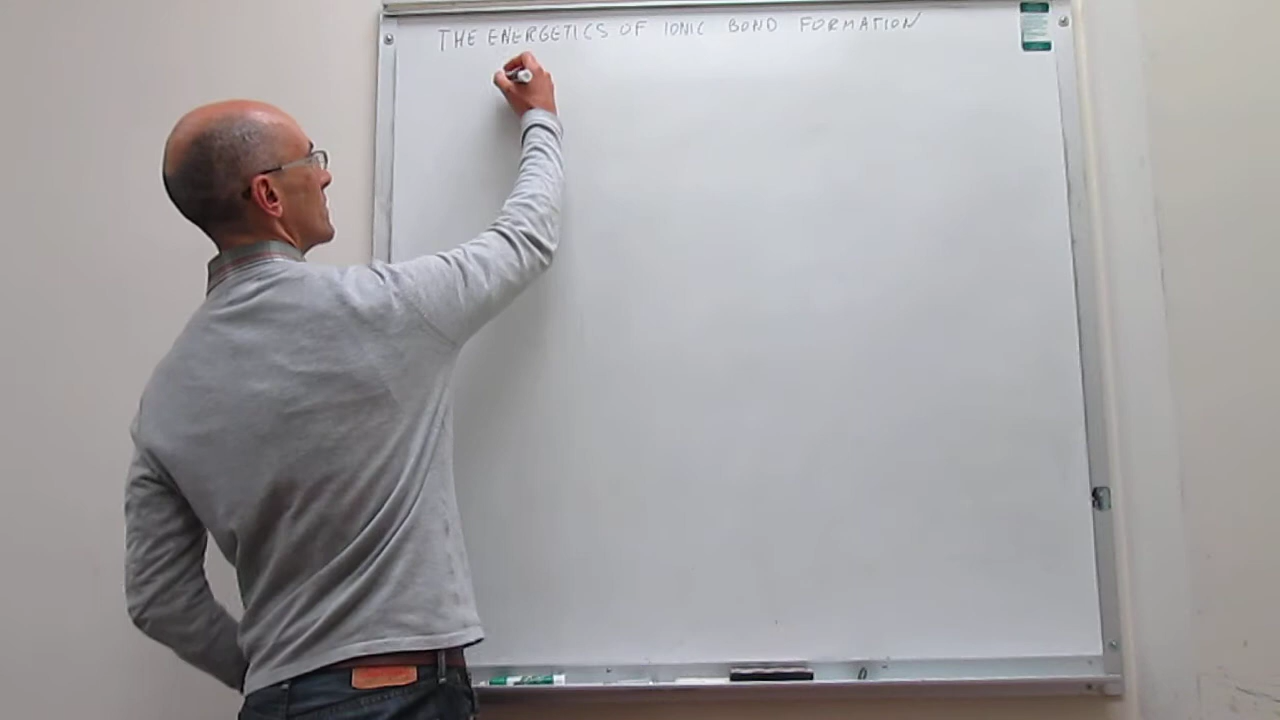 THE ENERGETICS OF IONIC BOND FORMATION